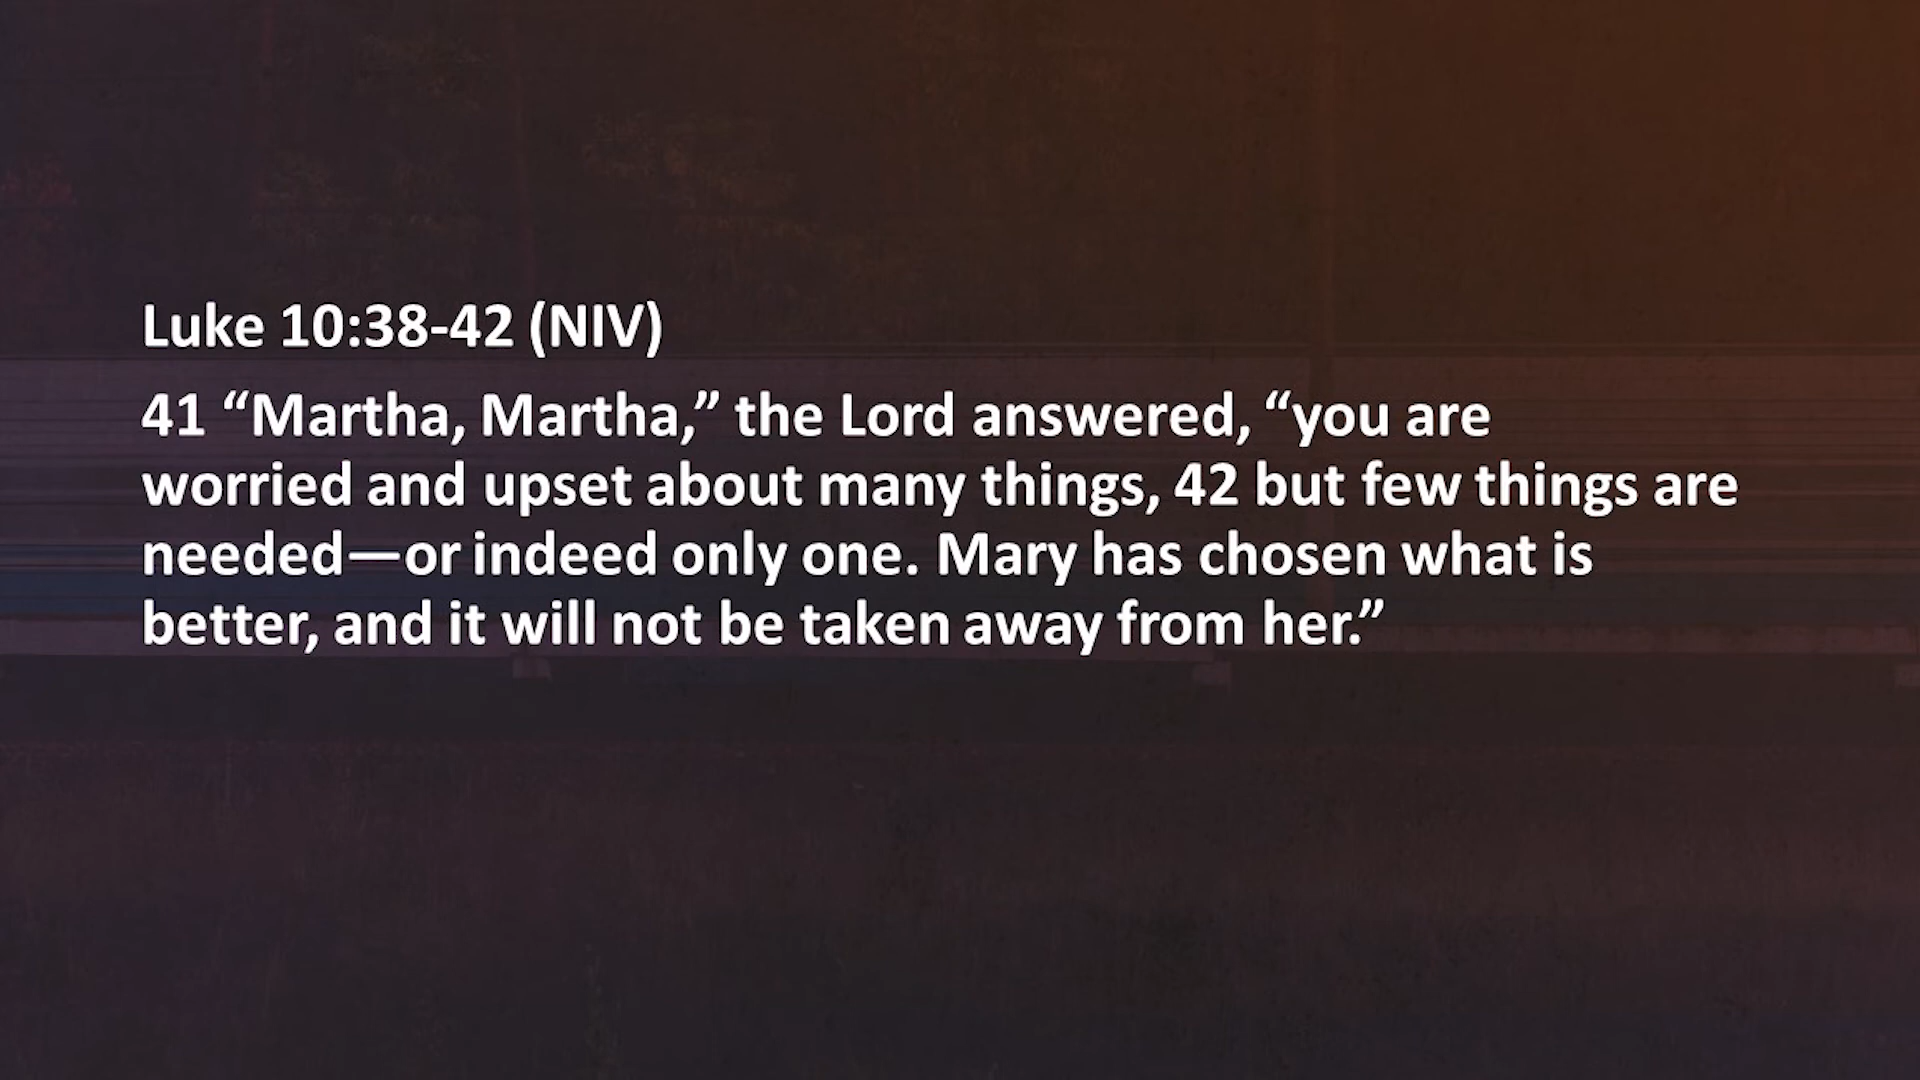 Luke 10:38-42 (NIV)
41 “Martha, Martha,” the Lord answered, “you are
worried and upset about many things, 42 but few things are
needed—or indeed only one. Mary has chosen what is
better, and it will not be taken away from her.”